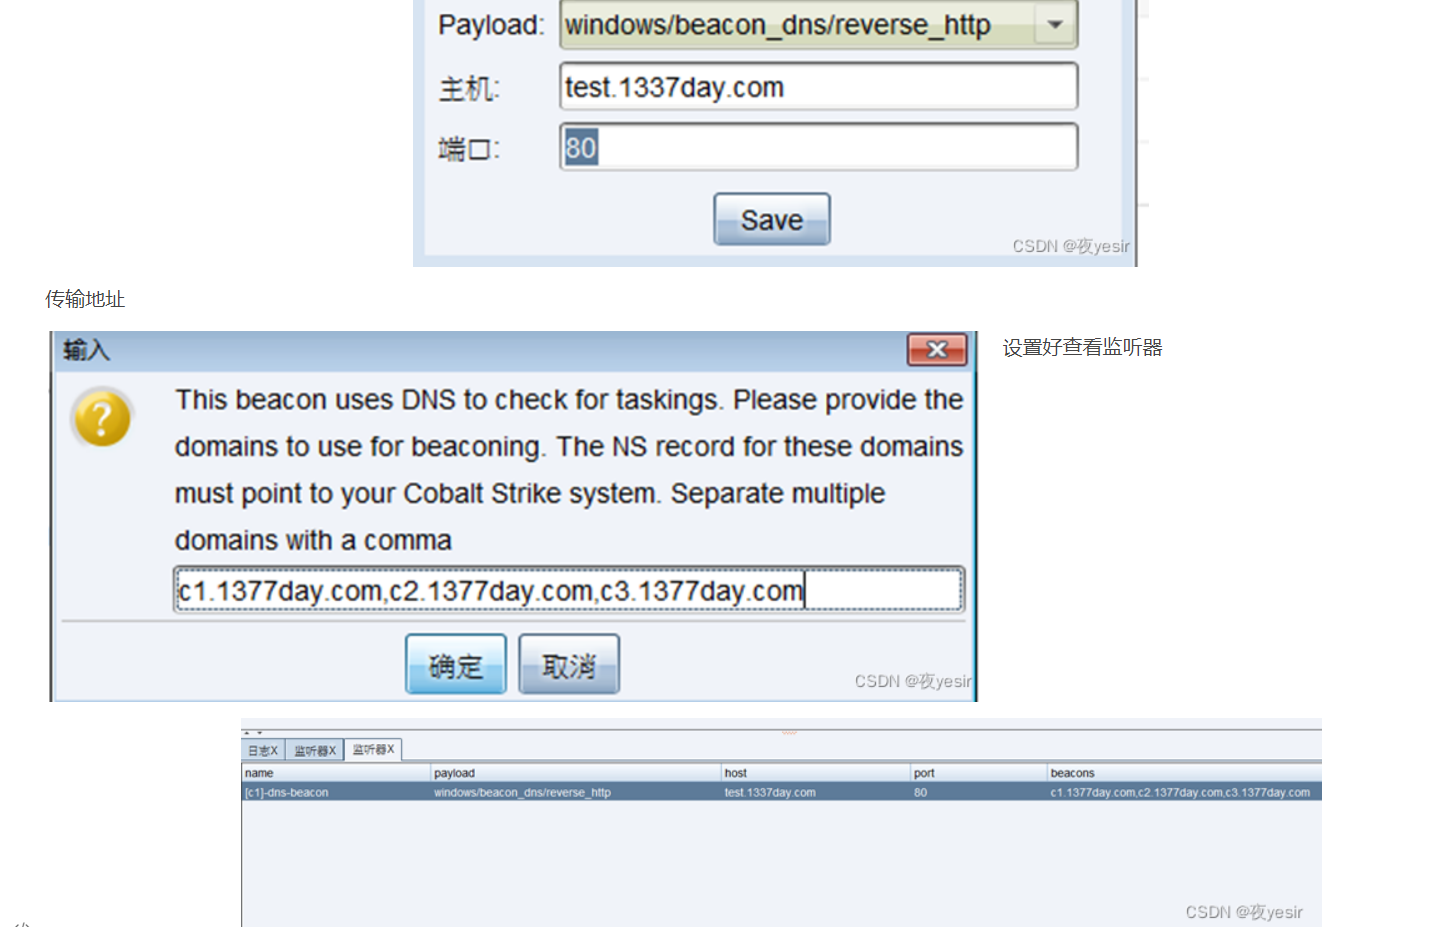 Payload: windows/beacon_dns/reverse_http
主机: test.1337day.com
端口: 80
Save
CSDN @夜yesir
传输地址
输入
设置好查看监听器
This beacon uses DNS to check for taskings. Please provide the
domains to use for beaconing. The NS record for these domains
must point to your Cobalt Strike system. Separate multiple
domains with a comma
c1.1377day.com,c2.1377day.com,c3.1377day.com
确定 取消
CSDN @夜yesir
日志X 监听器X 监听器X
name payload host port beacons
[c1]-dns-beacon windows/beacon_dns/reverse_http test.1337day.com 80 c1.1377day.com,c2.1377day.com,c3.1377day.com
CSDN @夜yesir